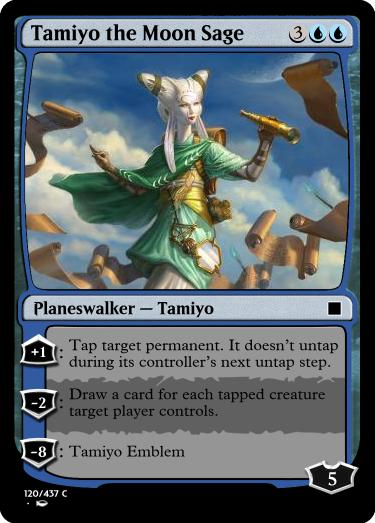 Tamiyo the Moon Sage 3
Planeswalker — Tamiyo
+1 : Tap target permanent. It doesn't untap
during its controller's next untap step.
-2 : Draw a card for each tapped creature
target player controls.
-8 : Tamiyo Emblem
5
120/437 C